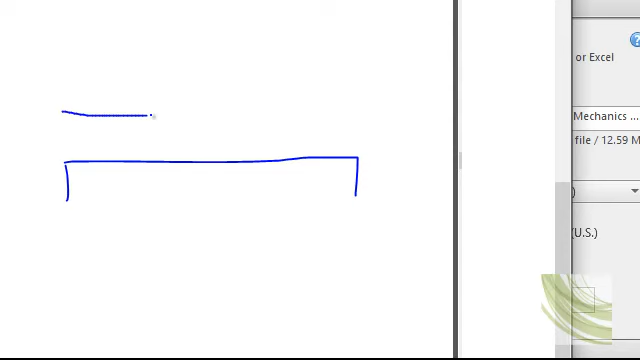 ?
or Excel
Mechanics ...
file / 12.59 M
)
(U.S.)